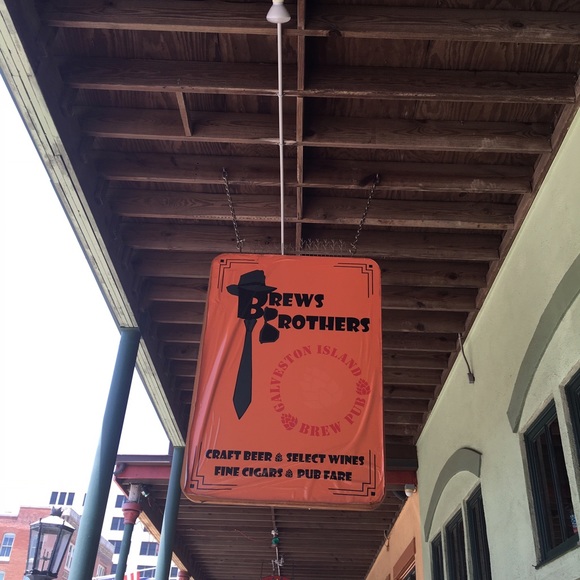 BREWS
BROTHERS
GALVESTON ISLAND
BREW PUB
CRAFT BEER SELECT WINES
FINE CIGARS PUB FARE